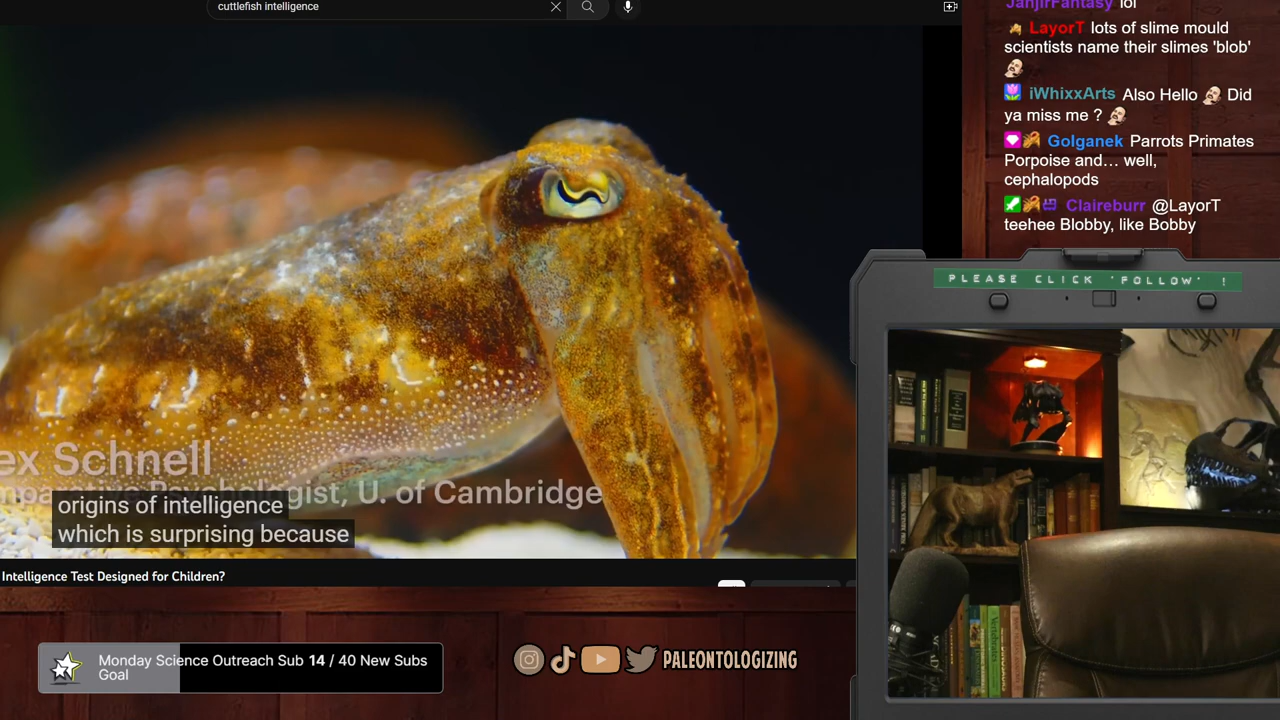 cuttlefish intelligence
JanjirFantasy lol
LayorT lots of slime mould
scientists name their slimes 'blob'
iWhixxArts Also Hello Did
ya miss me ?
Golganek Parrots Primates
Porpoise and… well,
cephalopods
Claireburr @LayorT
teehee Blobby, like Bobby
PLEASE CLICK 'FOLLOW' !
ex Schnell
Psychologist, U. of Cambridge
origins of intelligence
which is surprising because
Intelligence Test Designed for Children?
Monday Science Outreach Sub 14 / 40 New Subs
Goal
PALEONTOLOGIZING